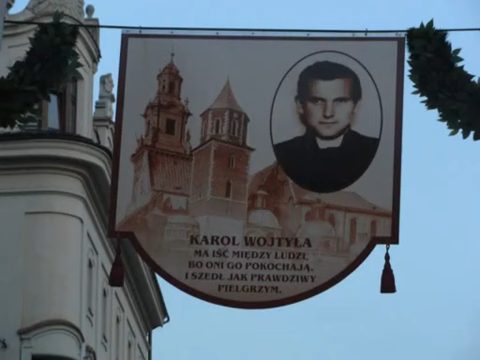 KAROL WOJTYŁA
MA IŚĆ MIĘDZY LUDZI,
BO ONI GO POKOCHAJĄ.
I SZEDŁ JAK PRAWDZIWY
PIELGRZYM.